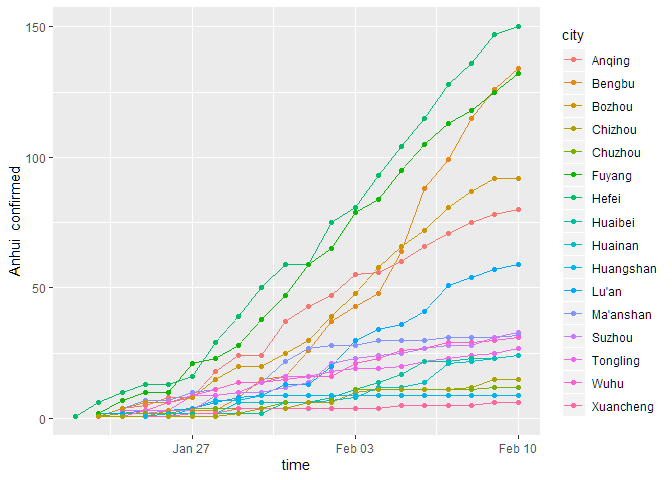 150
100
50
0
Anhui confirmed
Jan 27
Feb 03
Feb 10
time
city
Anqing
Bengbu
Bozhou
Chizhou
Chuzhou
Fuyang
Hefei
Huaibei
Huainan
Huangshan
Lu'an
Ma'anshan
Suzhou
Tongling
Wuhu
Xuancheng